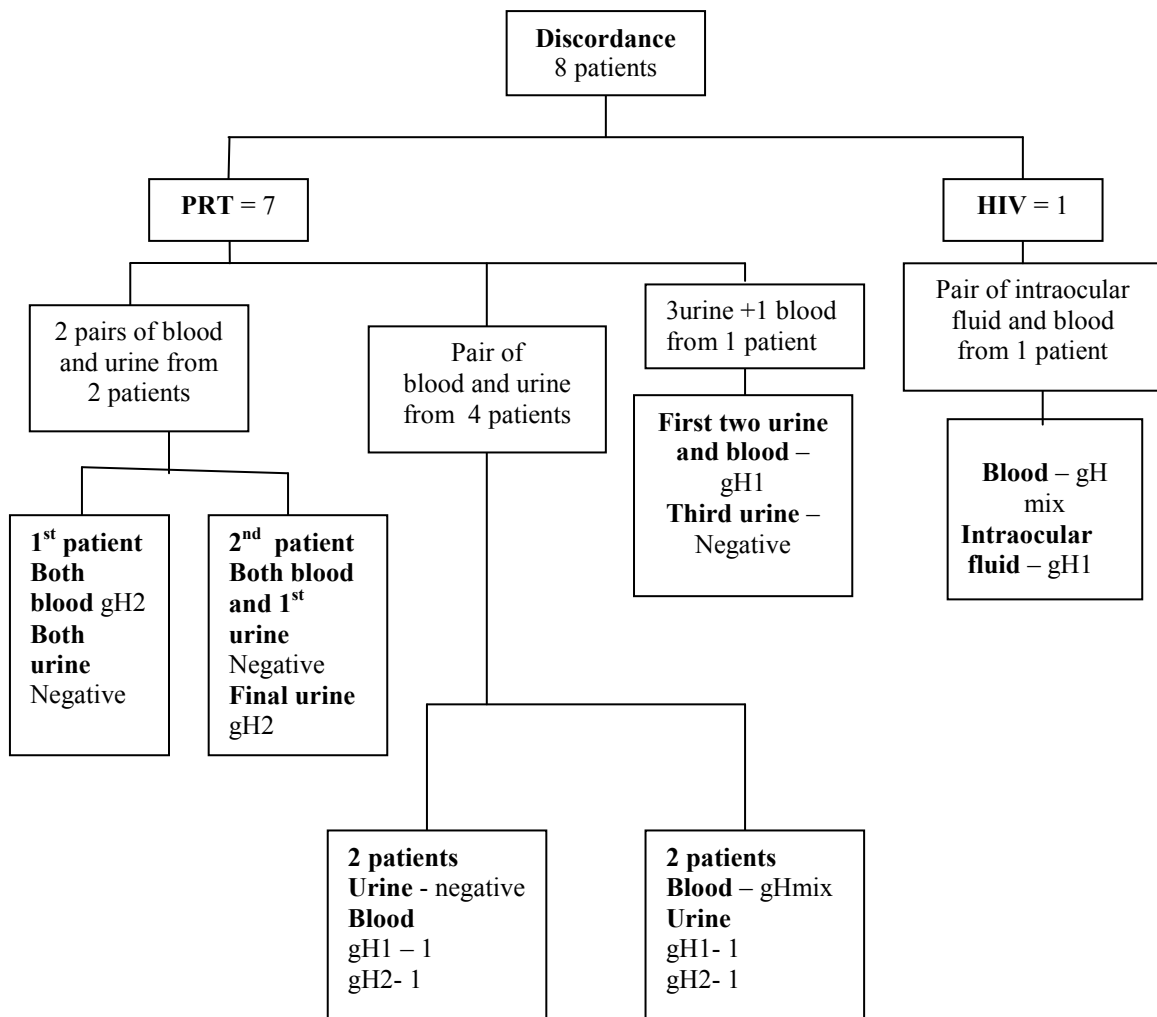 Discordance
8 patients
PRT = 7
HIV = 1
2 pairs of blood
and urine from
2 patients
Pair of
blood and urine
from 4 patients
3urine +1 blood
from 1 patient
Pair of intraocular
fluid and blood
from 1 patient
First two urine
and blood –
gH1
Third urine –
Negative
Blood – gH
mix
Intraocular
fluid – gH1
1st patient
Both
blood gH2
Both
urine
Negative
2nd patient
Both blood
and 1st
urine
Negative
Final urine
gH2
2 patients
Urine - negative
Blood
gH1 – 1
gH2- 1
2 patients
Blood – gHmix
Urine
gH1- 1
gH2- 1